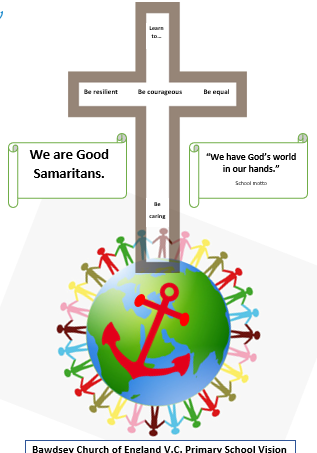 Learn
to...
Be resilient Be courageous Be equal
We are Good
Samaritans.
“We have God’s world
in our hands.”
School motto
Be
caring
Bawdsey Church of England V.C. Primary School Vision